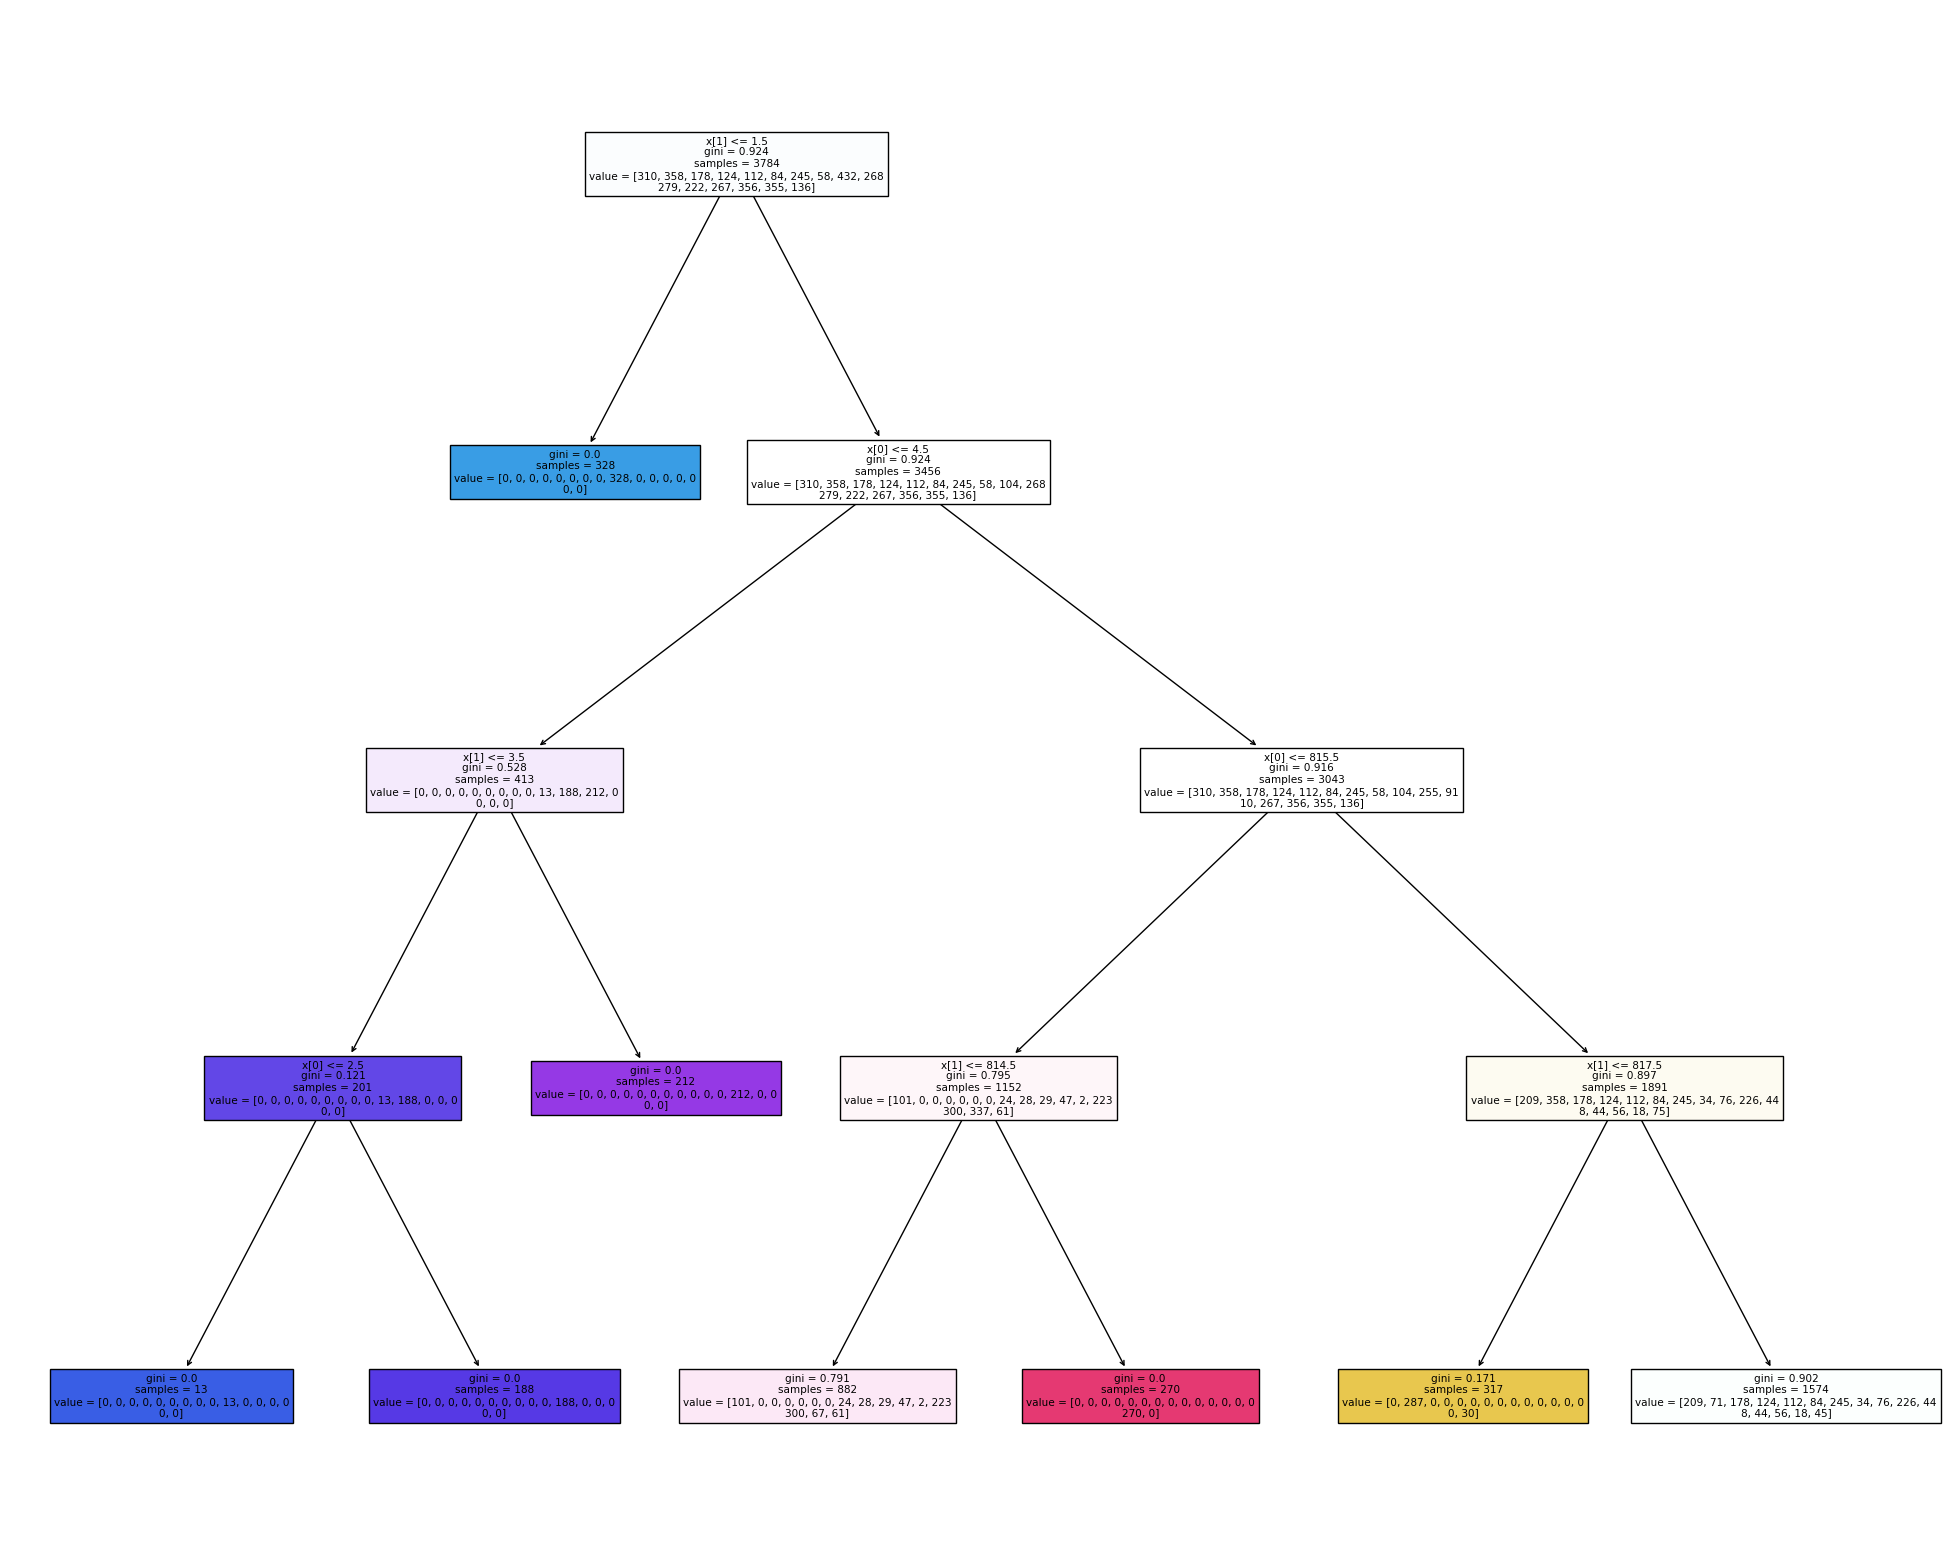 x[1] <= 1.5
gini = 0.924
samples = 3784
value = [310, 358, 178, 124, 112, 84, 245, 58, 432, 268
279, 222, 267, 356, 355, 136]
gini = 0.0
samples = 328
value = [0, 0, 0, 0, 0, 0, 0, 0, 328, 0, 0, 0, 0, 0
0, 0]
x[0] <= 4.5
gini = 0.924
samples = 3456
value = [310, 358, 178, 124, 112, 84, 245, 58, 104, 268
279, 222, 267, 356, 355, 136]
x[1] <= 3.5
gini = 0.528
samples = 413
value = [0, 0, 0, 0, 0, 0, 0, 0, 0, 13, 188, 212, 0
0, 0, 0]
x[0] <= 815.5
gini = 0.916
samples = 3043
value = [310, 358, 178, 124, 112, 84, 245, 58, 104, 255, 91
10, 267, 356, 355, 136]
x[0] <= 2.5
gini = 0.121
samples = 201
value = [0, 0, 0, 0, 0, 0, 0, 0, 0, 13, 188, 0, 0, 0
0, 0]
gini = 0.0
samples = 212
value = [0, 0, 0, 0, 0, 0, 0, 0, 0, 0, 0, 212, 0, 0
0, 0]
x[1] <= 814.5
gini = 0.795
samples = 1152
value = [101, 0, 0, 0, 0, 0, 0, 24, 28, 29, 47, 2, 223
300, 337, 61]
x[1] <= 817.5
gini = 0.897
samples = 1891
value = [209, 358, 178, 124, 112, 84, 245, 34, 76, 226, 44
8, 44, 56, 18, 75]
gini = 0.0
samples = 13
value = [0, 0, 0, 0, 0, 0, 0, 0, 0, 13, 0, 0, 0, 0
0, 0]
gini = 0.0
samples = 188
value = [0, 0, 0, 0, 0, 0, 0, 0, 0, 0, 188, 0, 0, 0
0, 0]
gini = 0.791
samples = 882
value = [101, 0, 0, 0, 0, 0, 0, 24, 28, 29, 47, 2, 223
300, 67, 61]
gini = 0.0
samples = 270
value = [0, 0, 0, 0, 0, 0, 0, 0, 0, 0, 0, 0, 0, 0
270, 0]
gini = 0.171
samples = 317
value = [0, 287, 0, 0, 0, 0, 0, 0, 0, 0, 0, 0, 0, 0
0, 30]
gini = 0.902
samples = 1574
value = [209, 71, 178, 124, 112, 84, 245, 34, 76, 226, 44
8, 44, 56, 18, 45]